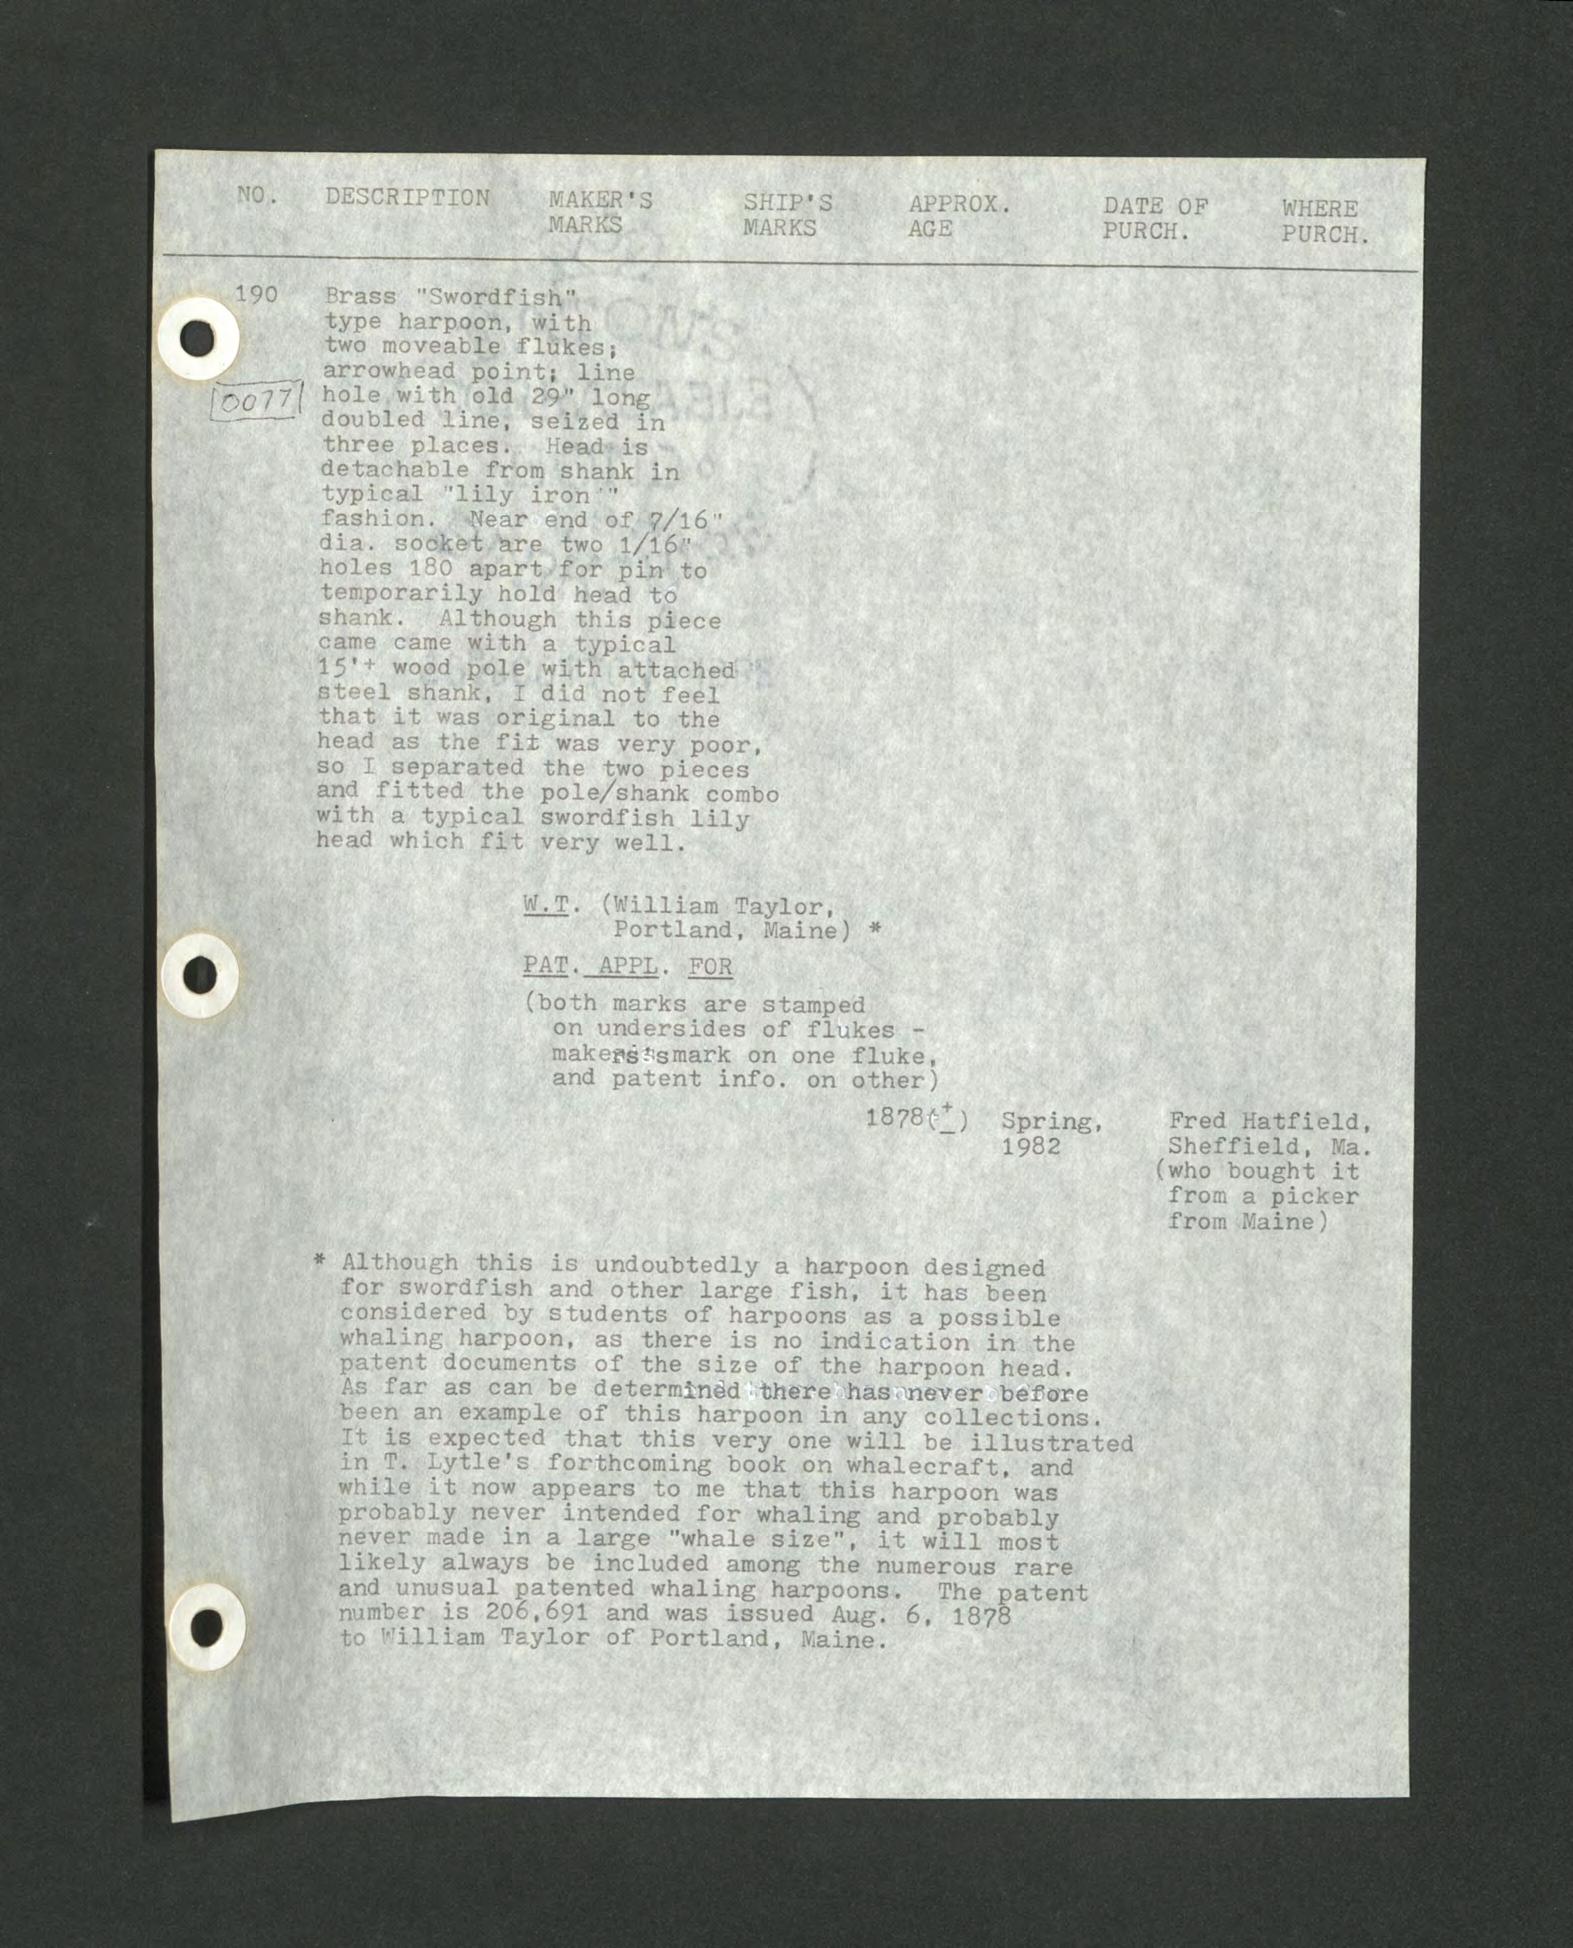 NO. DESCRIPTION MAKER'S MARKS SHIP'S MARKS APPROX. AGE DATE OF PURCH. WHERE PURCH.
190 Brass "Swordfish"
type harpoon, with
two moveable flukes;
arrowhead point; line
0077 hole with old 29" long
doubled line, seized in
three places. Head is
detachable from shank in
typical "lily iron'"
fashion. Near end of 7/16"
dia. socket are two 1/16"
holes 180 apart for pin to
temporarily hold head to
shank. Although this piece
came came with a typical
15'+ wood pole with attached
steel shank, I did not feel
that it was original to the
head as the fit was very poor,
so I separated the two pieces
and fitted the pole/shank combo
with a typical swordfish lily
head which fit very well.
W.T. (William Taylor,
Portland, Maine) *
PAT. APPL. FOR
(both marks are stamped
on undersides of flukes -
makers's mark on one fluke,
and patent info. on other)
1878(±) Spring, Fred Hatfield,
1982 Sheffield, Ma.
(who bought it
from a picker
from Maine)
* Although this is undoubtedly a harpoon designed
for swordfish and other large fish, it has been
considered by students of harpoons as a possible
whaling harpoon, as there is no indication in the
patent documents of the size of the harpoon head.
As far as can be determined there has never before
been an example of this harpoon in any collections.
It is expected that this very one will be illustrated
in T. Lytle's forthcoming book on whalecraft, and
while it now appears to me that this harpoon was
probably never intended for whaling and probably
never made in a large "whale size", it will most
likely always be included among the numerous rare
and unusual patented whaling harpoons. The patent
number is 206,691 and was issued Aug. 6, 1878
to William Taylor of Portland, Maine.